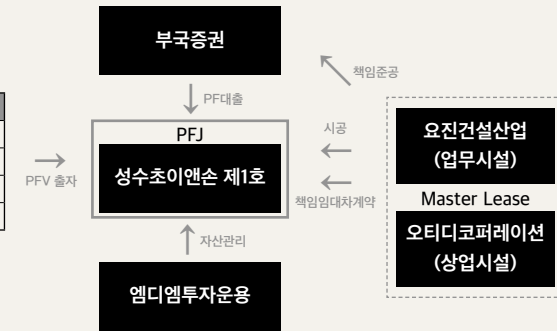 부국증권
책임준공
PF대출
PFJ
성수초이앤손 제1호
PFV 출자
시공
책임임대차계약
요진건설산업
(업무시설)
Master Lease
오티디코퍼레이션
(상업시설)
자산관리
엠디엠투자운용